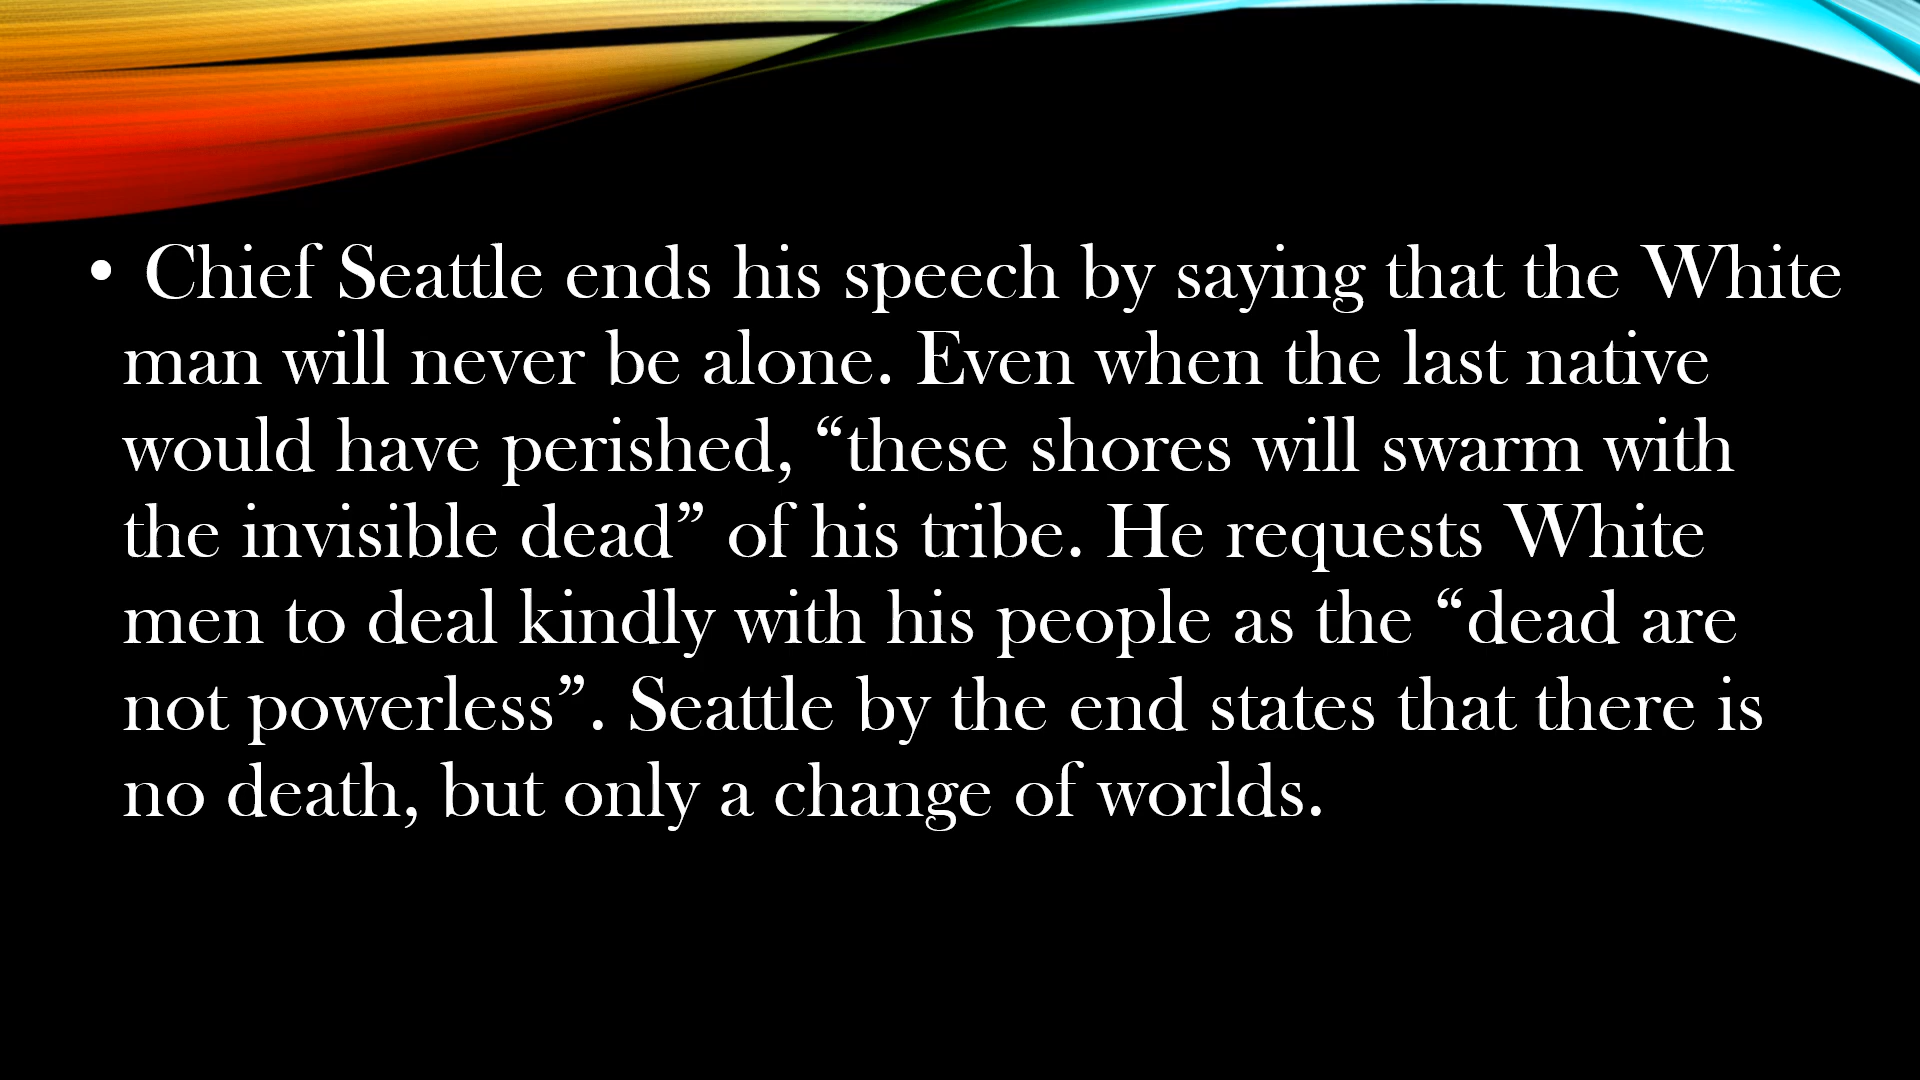 • Chief Seattle ends his speech by saying that the White
man will never be alone. Even when the last native
would have perished, “these shores will swarm with
the invisible dead” of his tribe. He requests White
men to deal kindly with his people as the “dead are
not powerless”. Seattle by the end states that there is
no death, but only a change of worlds.